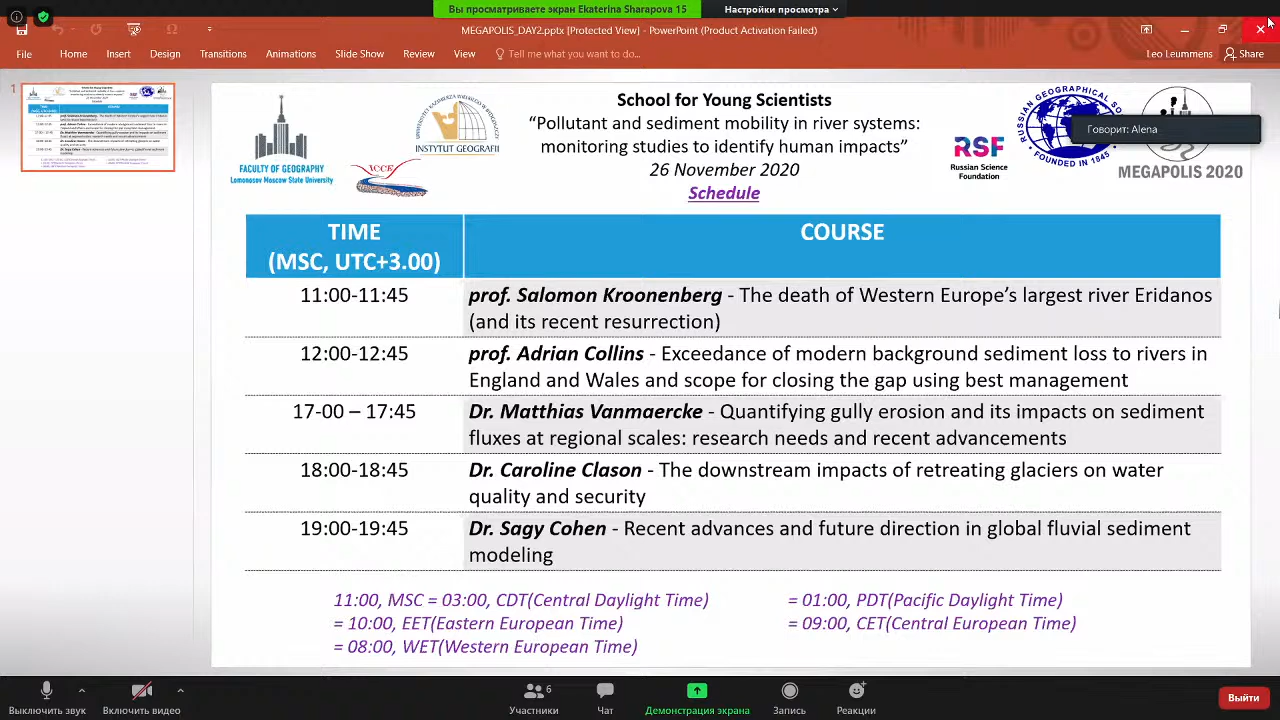 Вы просматриваете экран Ekaterina Sharapova 15
Настройки просмотра
MEGAPOLIS_DAY2.pptx [Protected View] - PowerPoint (Product Activation Failed)
File Home Insert Design Transitions Animations Slide Show Review View Tell me what you want to do...
Leo Leummens Share
1
School for Young Scientists
“Pollutant and sediment mobility in river systems:
monitoring studies to identify human impacts”
26 November 2020
Schedule
FACULTY OF GEOGRAPHY
Lomonosov Moscow State University
INSTYTUT GEOGRAFII
RSF
Russian Science
Foundation
RUSSIAN GEOGRAPHICAL SO
FOUNDED IN 1845
Говорит: Alena
MEGAPOLIS 2020
TIME
(MSC, UTC+3.00)
COURSE
11:00-11:45
prof. Salomon Kroonenberg - The death of Western Europe’s largest river Eridanos
(and its recent resurrection)
12:00-12:45
prof. Adrian Collins - Exceedance of modern background sediment loss to rivers in
England and Wales and scope for closing the gap using best management
17-00 – 17:45
Dr. Matthias Vanmaercke - Quantifying gully erosion and its impacts on sediment
fluxes at regional scales: research needs and recent advancements
18:00-18:45
Dr. Caroline Clason - The downstream impacts of retreating glaciers on water
quality and security
19:00-19:45
Dr. Sagy Cohen - Recent advances and future direction in global fluvial sediment
modeling
11:00, MSC = 03:00, CDT(Central Daylight Time)
= 10:00, EET(Eastern European Time)
= 08:00, WET(Western European Time)
= 01:00, PDT(Pacific Daylight Time)
= 09:00, CET(Central European Time)
Выключить звук
Включить видео
6
Участники
Чат
Демонстрация экрана
Запись
Реакции
Выйти